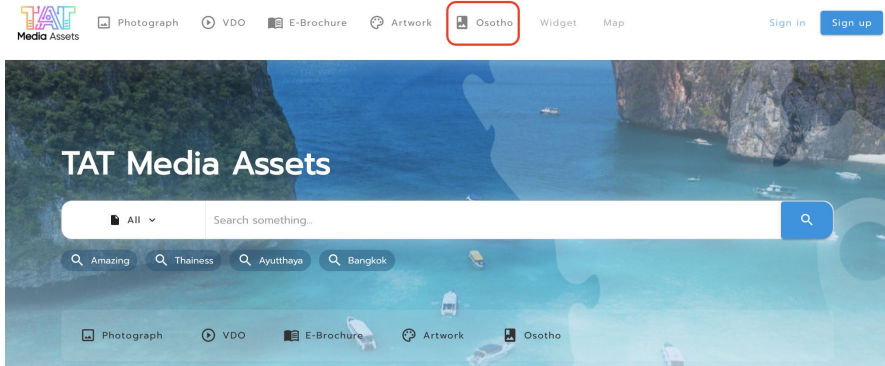 TAT
Media Assets
Photograph VDO E-Brochure Artwork Osotho Widget Map Sign in Sign up
TAT Media Assets
All Search something...
Amazing Thainess Ayutthaya Bangkok
Photograph VDO E-Brochure Artwork Osotho